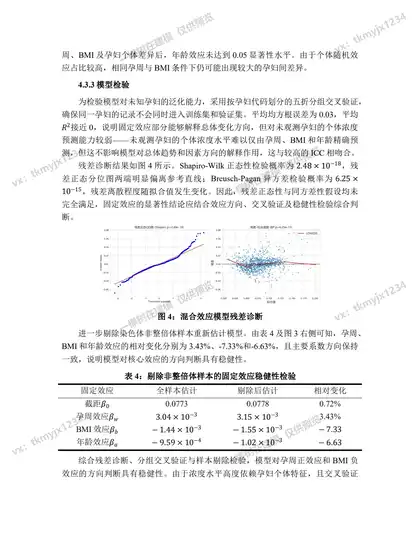 周、BMI 及孕妇个体差异后，年龄效应未达到 0.05 显著性水平。由于个体随机效
应占比较高，相同孕周与 BMI 条件下仍可能出现较大的孕妇间差异。
4.3.3 模型检验
为检验模型对未知孕妇的泛化能力，采用按孕妇代码划分的五折分组交叉验证，
确保同一孕妇的记录不会同时进入训练集和验证集。平均均方根误差为 0.03，平均
R²接近 0，说明固定效应部分能够解释总体变化方向，但对未观测孕妇的个体浓度
预测能力较弱——未观测孕妇的个体浓度水平难以仅由孕周、BMI 和年龄精确预
测，但这不影响模型对总体趋势和因素方向的解释作用，这与较高的 ICC 相吻合。
残差诊断结果如图 4 所示。Shapiro-Wilk 正态性检验概率为 2.48 × 10⁻¹⁸，残
差正态分位图两端明显偏离参考直线；Breusch-Pagan 异方差检验概率为 6.25 ×
10⁻¹⁵，残差离散程度随拟合值发生变化。因此，残差正态性与同方差性假设均未
完全满足，固定效应的显著性结论应结合效应方向、交叉验证及稳健性检验综合判
断。
图 4：混合效应模型残差诊断
进一步剔除染色体非整倍体样本重新估计模型。由表 4 及图 3 右侧可知，孕周、
BMI 和年龄效应的相对变化分别为 3.43%、-7.33%和-6.63%，且主要系数方向保持
一致，说明模型对核心效应的方向判断具有稳健性。
表 4：剔除非整倍体样本的固定效应稳健性检验
固定效应 全样本估计 剔除后估计 相对变化
截距β₀ 0.0773 0.0778 0.72%
孕周效应βw 3.04 × 10⁻³ 3.15 × 10⁻³ 3.43%
BMI 效应βb −1.44 × 10⁻³ −1.55 × 10⁻³ −7.33
年龄效应βa −9.59 × 10⁻⁴ −1.02 × 10⁻³ −6.63
综合残差诊断、分组交叉验证与样本剔除检验，模型对孕周正效应和 BMI 负
效应的方向判断具有稳健性。由于浓度水平高度依赖孕妇个体特征，且交叉验证
vx: tkmyjx1234
仅供预览